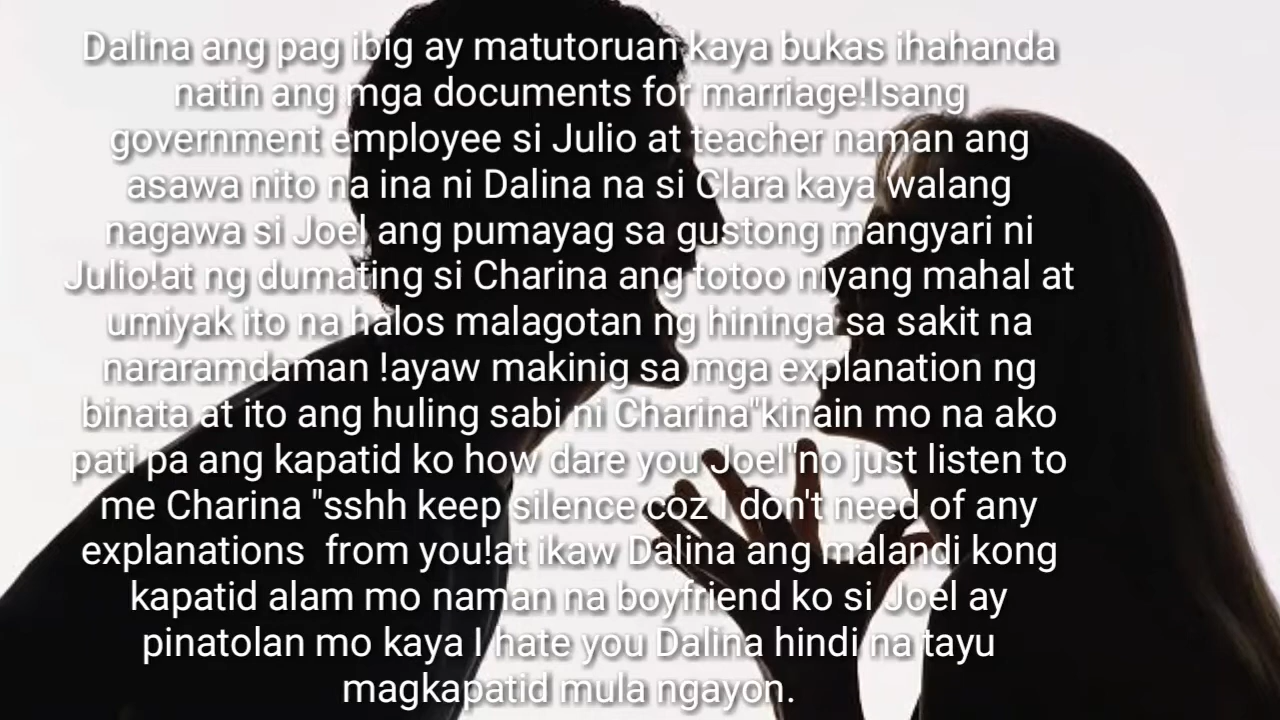 Dalina ang pag ibig ay matutoruan kaya bukas ihahanda
natin ang mga documents for marriage!Isang
government employee si Julio at teacher naman ang
asawa nito na ina ni Dalina na si Clara kaya walang
nagawa si Joel ang pumayag sa gustong mangyari ni
Julio!at ng dumating si Charina ang totoo niyang mahal at
umiyak ito na halos malagotan ng hininga sa sakit na
nararamdaman !ayaw makinig sa mga explanation ng
binata at ito ang huling sabi ni Charina"kinain mo na ako
pati pa ang kapatid ko how dare you Joel"no just listen to
me Charina "sshh keep silence coz I don't need of any
explanations  from you!at ikaw Dalina ang malandi kong
kapatid alam mo naman na boyfriend ko si Joel ay
pinatolan mo kaya I hate you Dalina hindi na tayu
magkapatid mula ngayon.